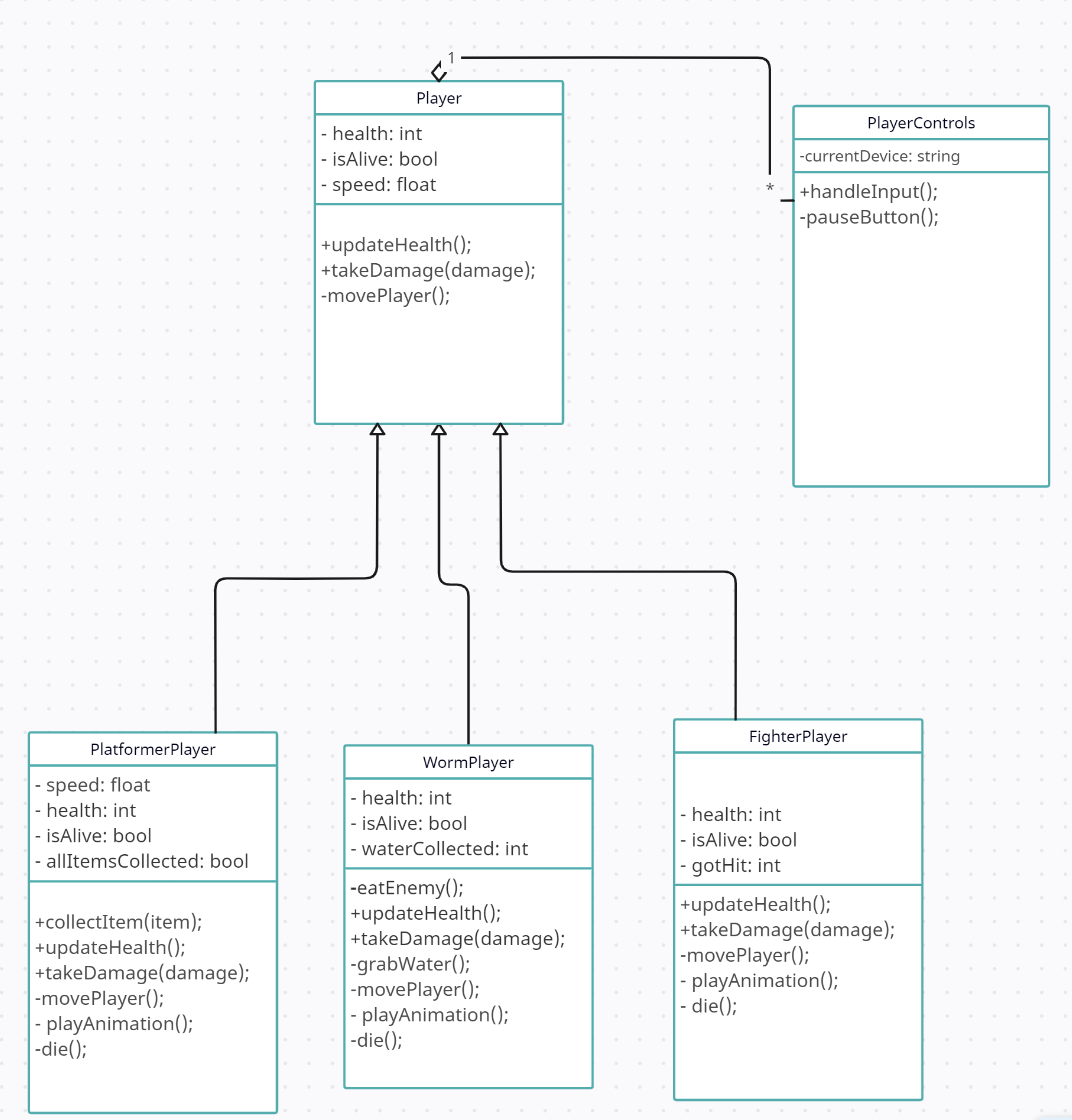 1
Player
- health: int
- isAlive: bool
- speed: float
+updateHealth();
+takeDamage(damage);
-movePlayer();
PlayerControls
-currentDevice: string
*
+handleInput();
-pauseButton();
PlatformerPlayer
- speed: float
- health: int
- isAlive: bool
- allItemsCollected: bool
+collectItem(item);
+updateHealth();
+takeDamage(damage);
-movePlayer();
- playAnimation();
-die();
WormPlayer
- health: int
- isAlive: bool
- waterCollected: int
-eatEnemy();
+updateHealth();
+takeDamage(damage);
-grabWater();
-movePlayer();
- playAnimation();
-die();
FighterPlayer
- health: int
- isAlive: bool
- gotHit: int
+updateHealth();
+takeDamage(damage);
-movePlayer();
- playAnimation();
- die();